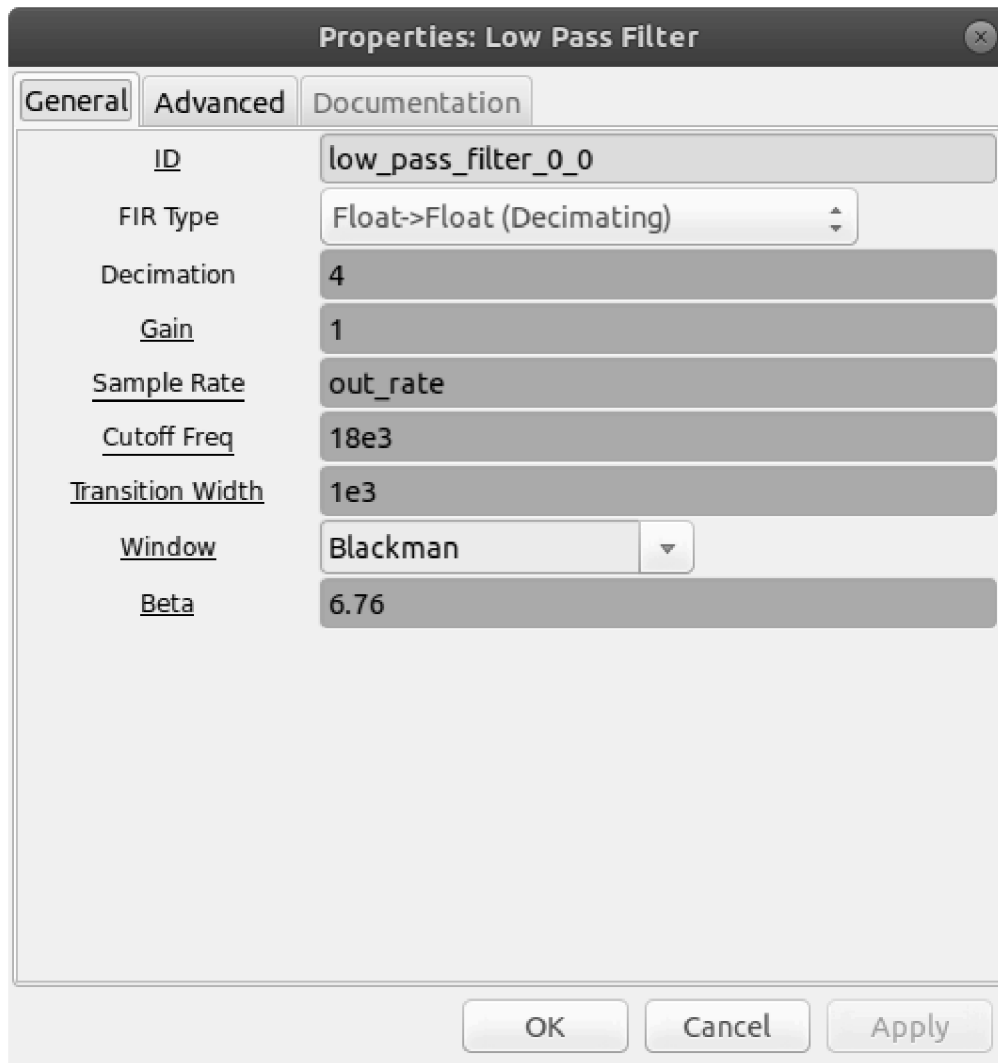 Properties: Low Pass Filter
General Advanced Documentation
ID low_pass_filter_0_0
FIR Type Float->Float (Decimating)
Decimation 4
Gain 1
Sample Rate out_rate
Cutoff Freq 18e3
Transition Width 1e3
Window Blackman
Beta 6.76
OK Cancel Apply